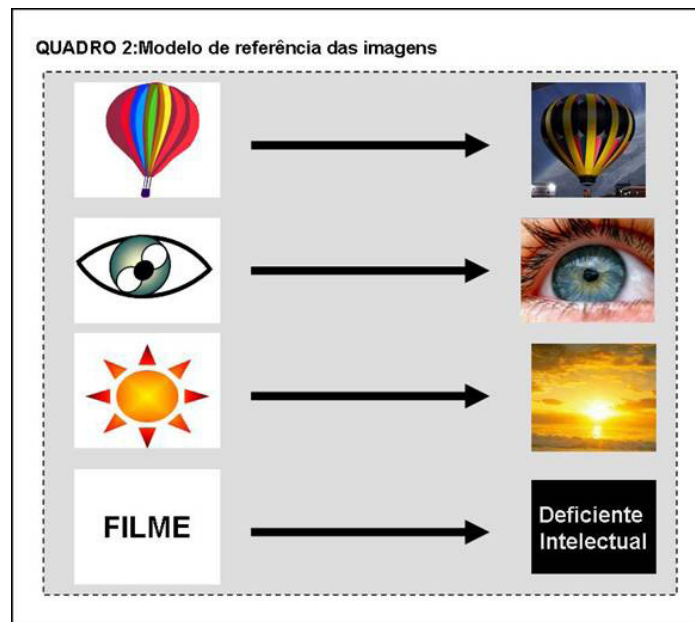 QUADRO 2:Modelo de referência das imagens
FILME
Deficiente
Intelectual